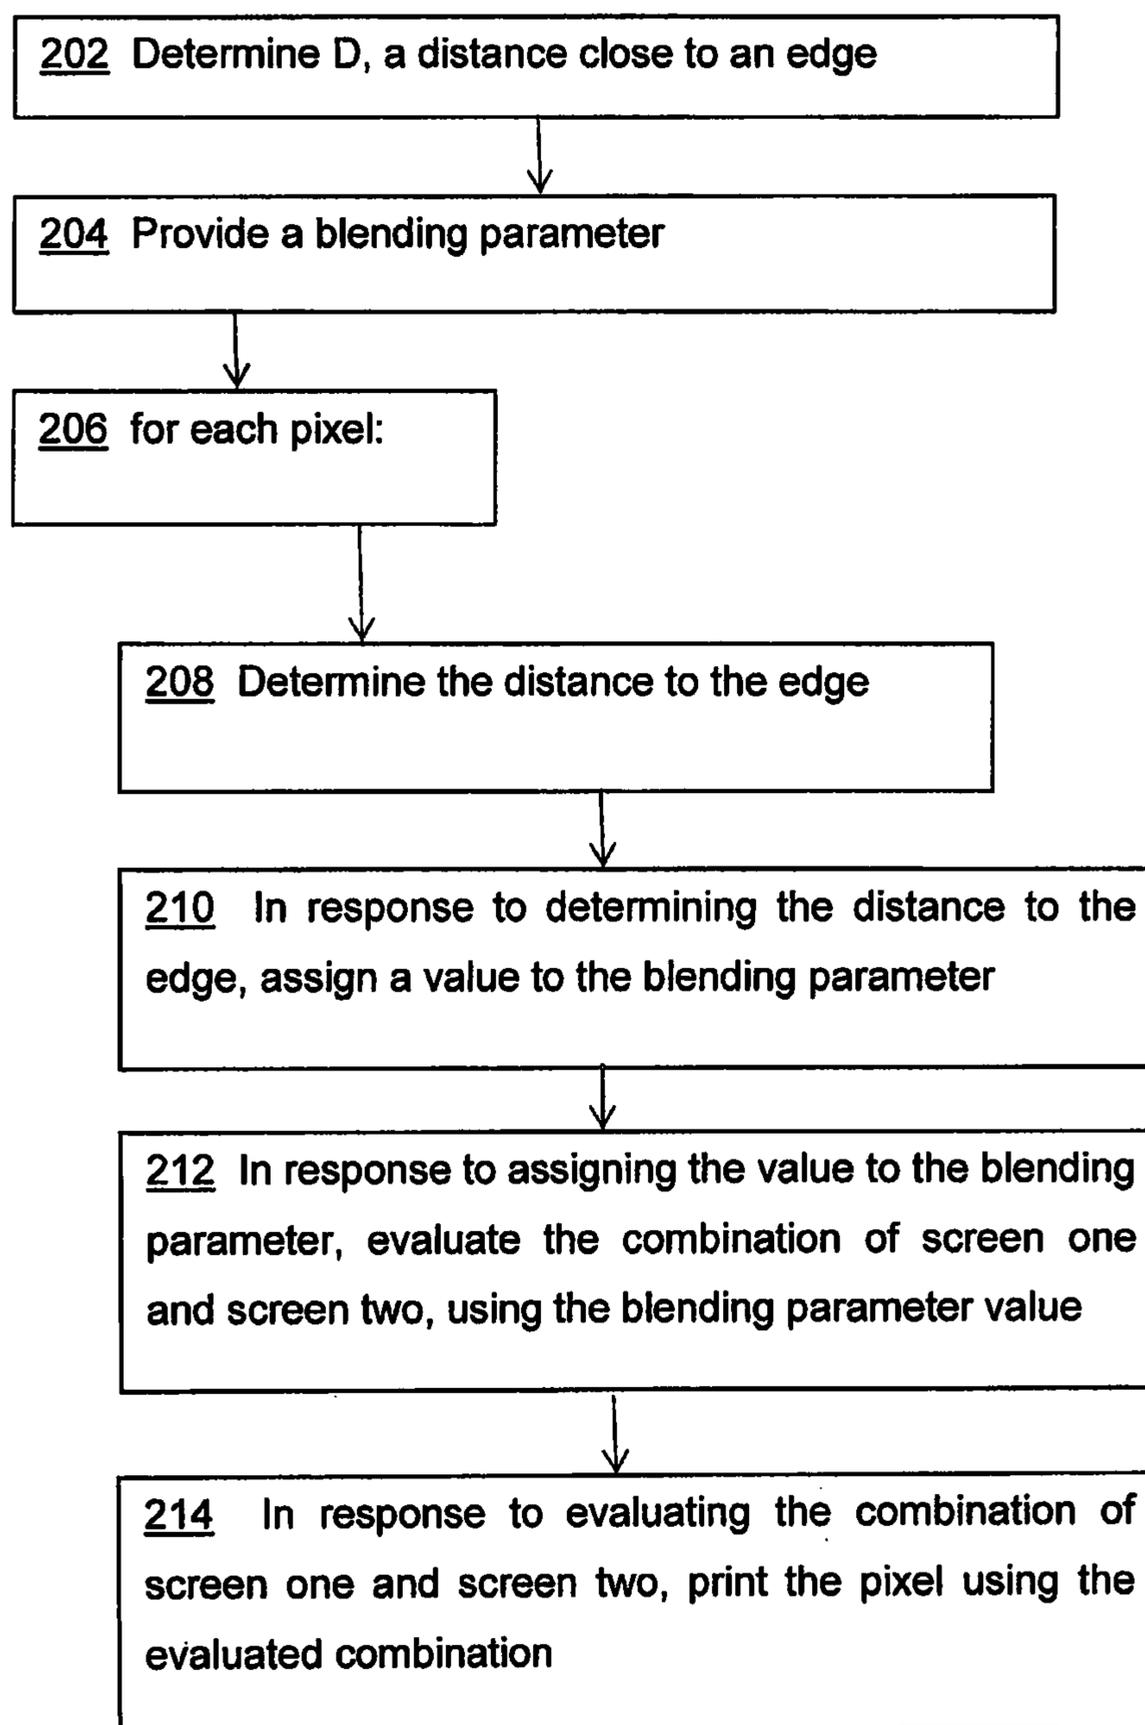 202 Determine D, a distance close to an edge
204 Provide a blending parameter
206 for each pixel:
208 Determine the distance to the edge
210 In response to determining the distance to the
edge, assign a value to the blending parameter
212 In response to assigning the value to the blending
parameter, evaluate the combination of screen one
and screen two, using the blending parameter value
214 In response to evaluating the combination of
screen one and screen two, print the pixel using the
evaluated combination